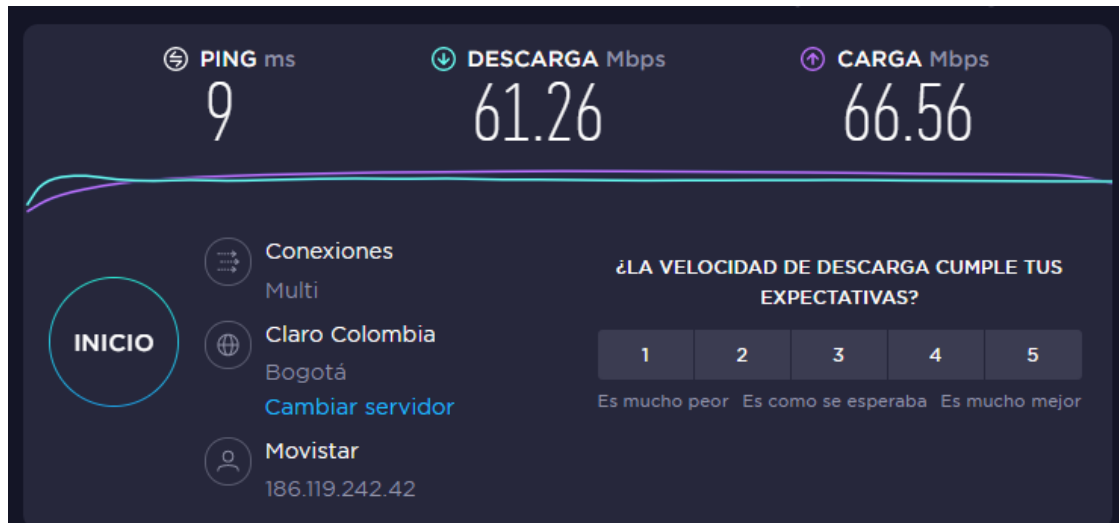 PING ms
9
DESCARGA Mbps
61.26
CARGA Mbps
66.56
INICIO
Conexiones
Multi
Claro Colombia
Bogotá
Cambiar servidor
Movistar
186.119.242.42
¿LA VELOCIDAD DE DESCARGA CUMPLE TUS
EXPECTATIVAS?
1 2 3 4 5
Es mucho peor Es como se esperaba Es mucho mejor